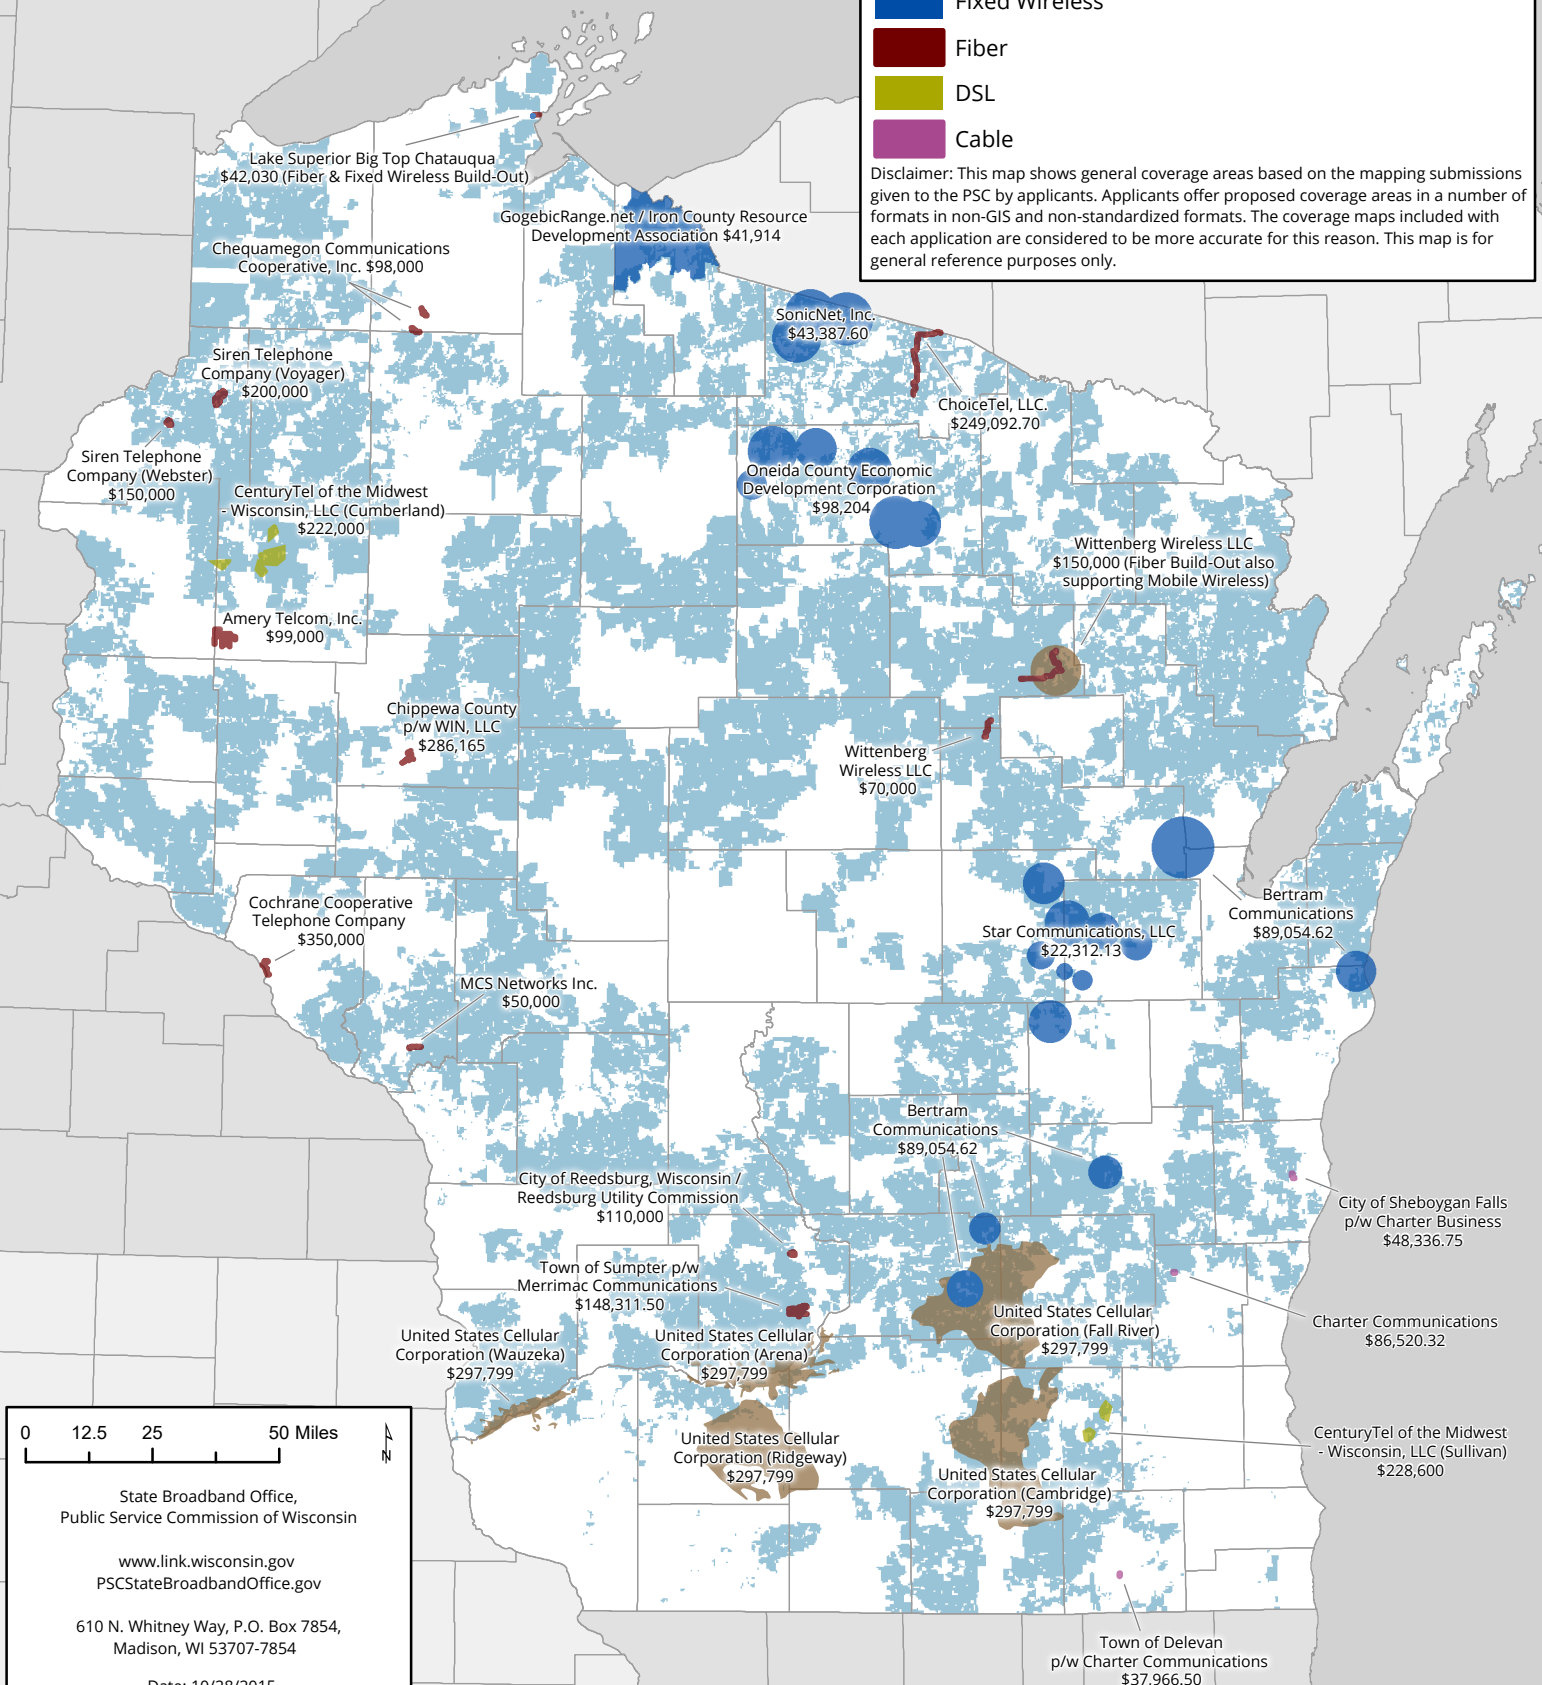 Fixed Wireless
Fiber
DSL
Cable
Disclaimer: This map shows general coverage areas based on the mapping submissions
given to the PSC by applicants. Applicants offer proposed coverage areas in a number of
formats in non-GIS and non-standardized formats. The coverage maps included with
each application are considered to be more accurate for this reason. This map is for
general reference purposes only.
Lake Superior Big Top Chatauqua
$42,030 (Fiber & Fixed Wireless Build-Out)
GogebicRange.net / Iron County Resource
Development Association $41,914
Chequamegon Communications
Cooperative, Inc. $98,000
SonicNet, Inc.
$43,387.60
Siren Telephone
Company (Voyager)
$200,000
ChoiceTel, LLC.
$249,092.70
Siren Telephone
Company (Webster)
$150,000
Oneida County Economic
Development Corporation
$98,204
CenturyTel of the Midwest
- Wisconsin, LLC (Cumberland)
$222,000
Wittenberg Wireless LLC
$150,000 (Fiber Build-Out also
supporting Mobile Wireless)
Amery Telcom, Inc.
$99,000
Chippewa County
p/w WIN, LLC
$286,165
Wittenberg
Wireless LLC
$70,000
Cochrane Cooperative
Telephone Company
$350,000
Bertram
Communications
$89,054.62
Star Communications, LLC
$22,312.13
MCS Networks Inc.
$50,000
Bertram
Communications
$89,054.62
City of Reedsburg, Wisconsin /
Reedsburg Utility Commission
$110,000
City of Sheboygan Falls
p/w Charter Business
$48,336.75
Town of Sumpter p/w
Merrimac Communications
$148,311.50
United States Cellular
Corporation (Fall River)
$297,799
Charter Communications
$86,520.32
United States Cellular
Corporation (Wauzeka)
$297,799
United States Cellular
Corporation (Arena)
$297,799
United States Cellular
Corporation (Ridgeway)
$297,799
CenturyTel of the Midwest
- Wisconsin, LLC (Sullivan)
$228,600
United States Cellular
Corporation (Cambridge)
$297,799
Town of Delevan
p/w Charter Communications
$37,966.50
0 12.5 25 50 Miles
N
State Broadband Office,
Public Service Commission of Wisconsin
www.link.wisconsin.gov
PSCStateBroadbandOffice.gov
610 N. Whitney Way, P.O. Box 7854,
Madison, WI 53707-7854
Date: 10/28/2015